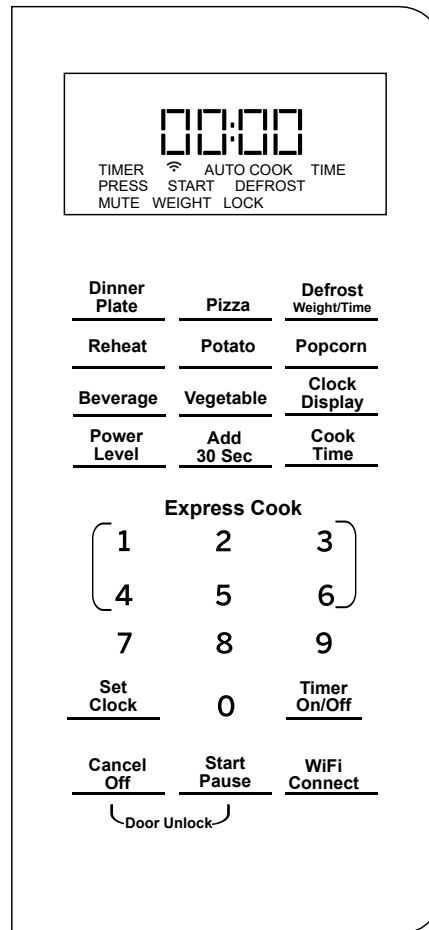 00:00
TIMER AUTO COOK TIME
PRESS START DEFROST
MUTE WEIGHT LOCK
Dinner Plate Pizza Defrost Weight/Time
Reheat Potato Popcorn
Beverage Vegetable Clock Display
Power Level Add 30 Sec Cook Time
Express Cook
1 2 3
4 5 6
7 8 9
Set Clock 0 Timer On/Off
Cancel Off Start Pause WiFi Connect
Door Unlock